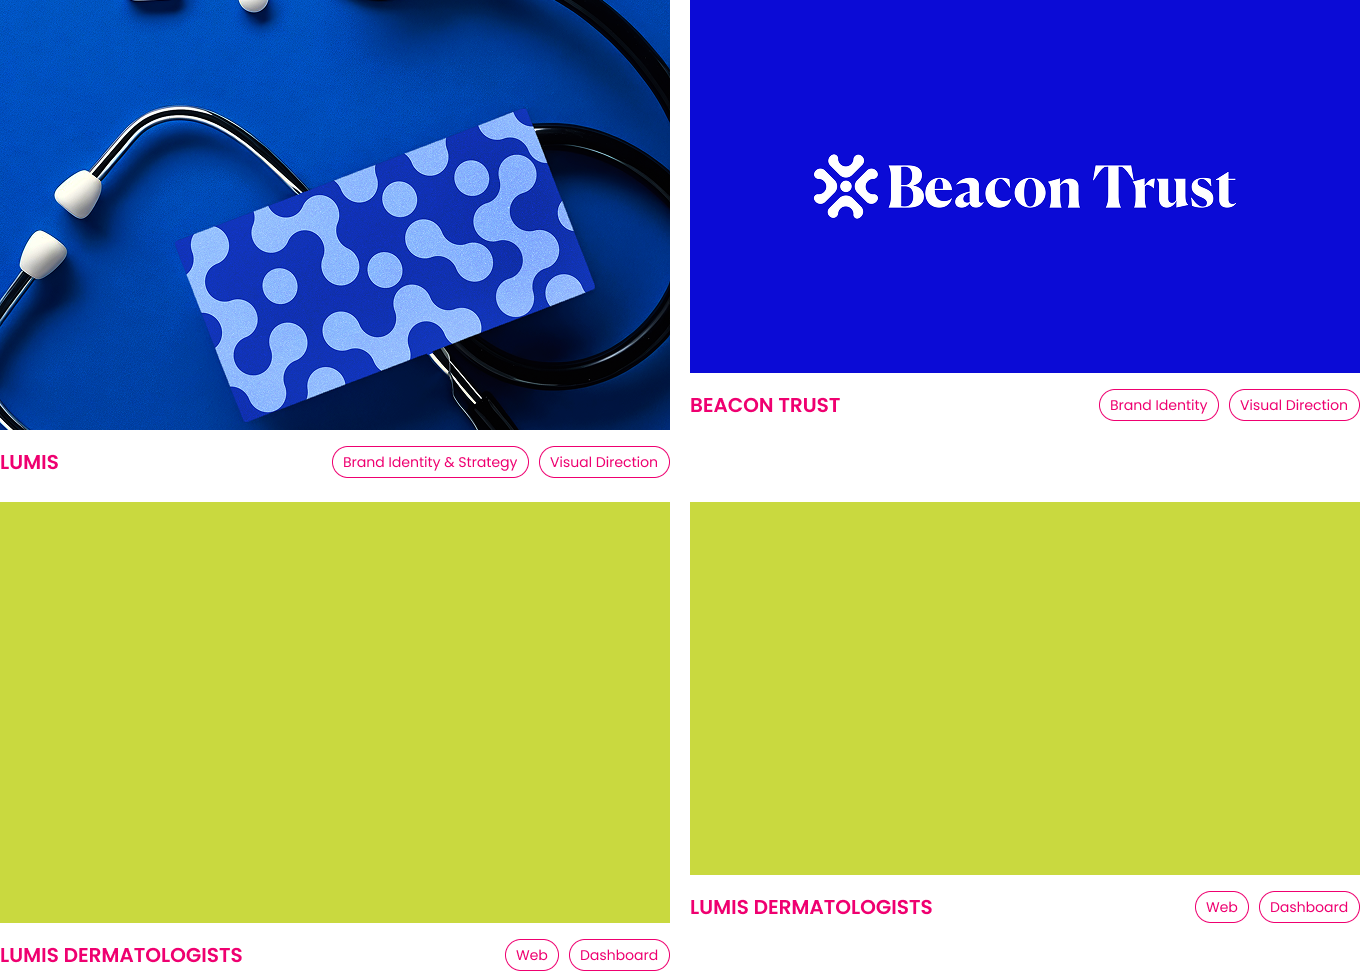 Beacon Trust
BEACON TRUST
Brand Identity
Visual Direction
LUMIS
Brand Identity & Strategy
Visual Direction
LUMIS DERMATOLOGISTS
Web
Dashboard
LUMIS DERMATOLOGISTS
Web
Dashboard